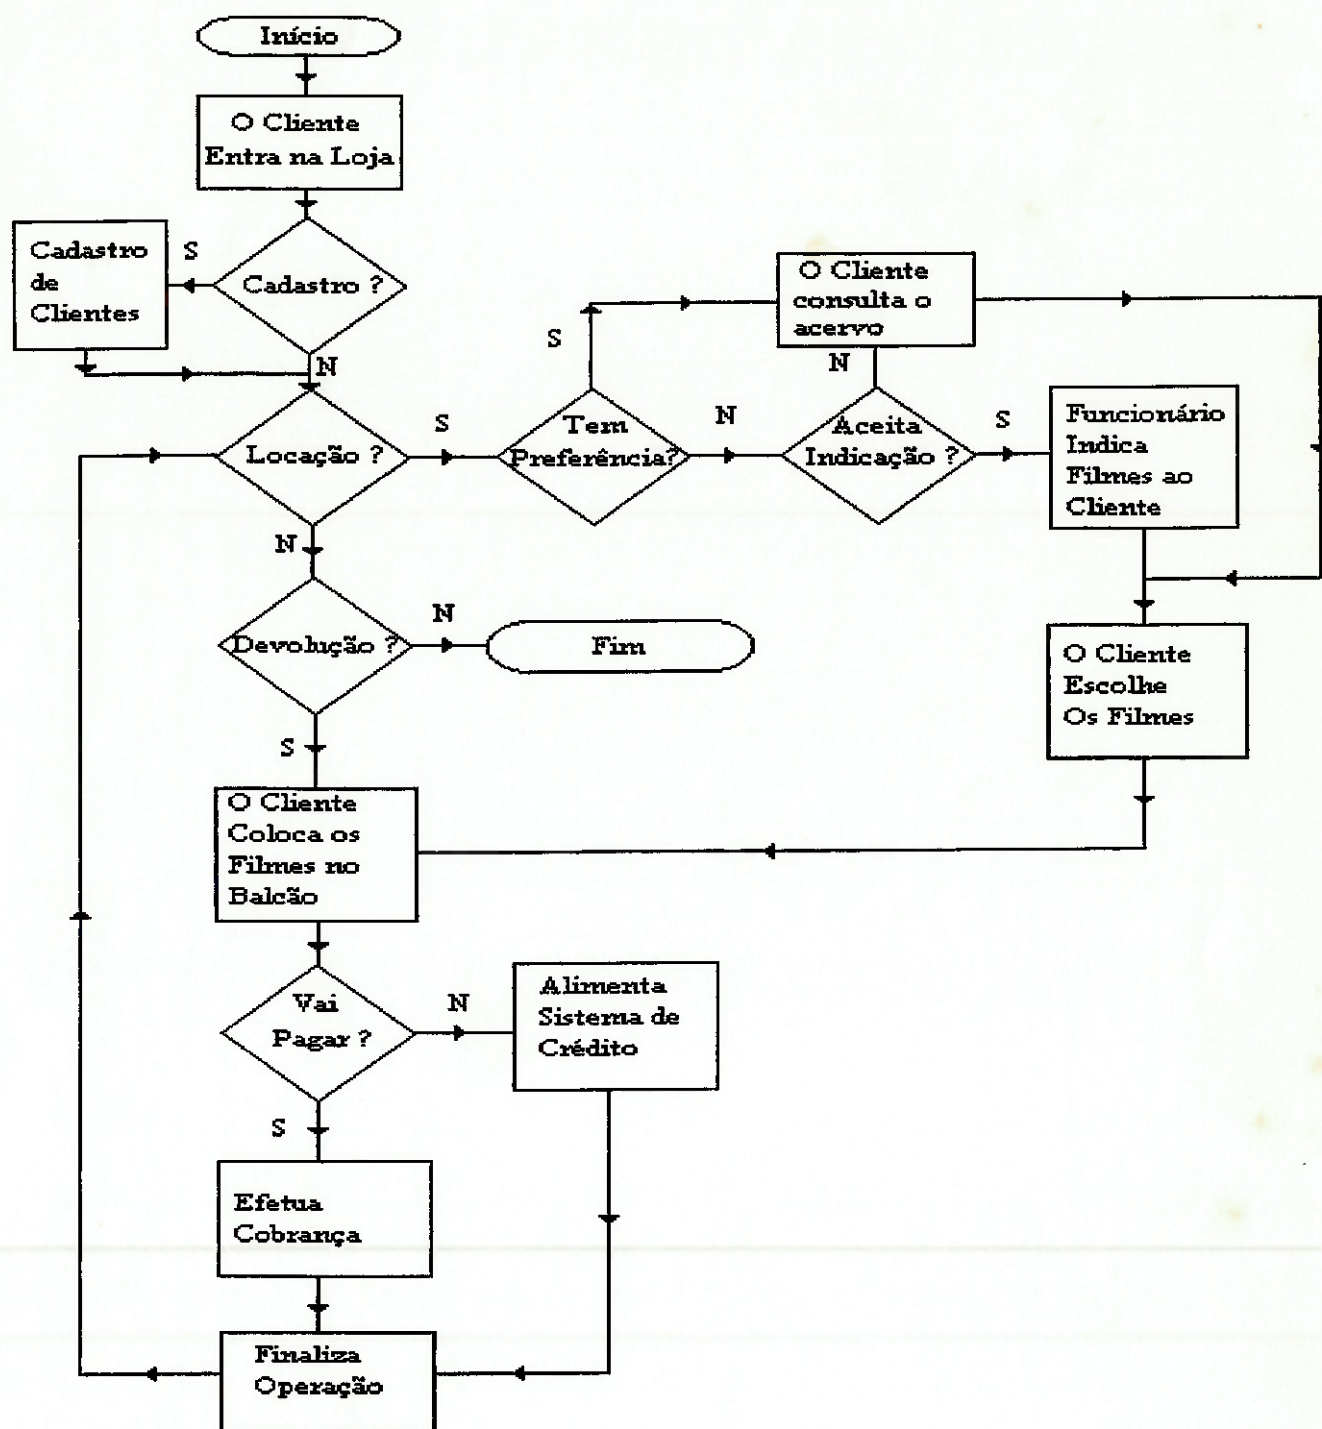 Início
O Cliente
Entra na Loja
Cadastro
de
Clientes
S
Cadastro ?
N
O Cliente
consulta o
acervo
S
N
Locação ?
S
Tem
Preferência?
N
Aceita
Indicação ?
S
Funcionário
Indica
Filmes ao
Cliente
N
Devolução ?
N
Fim
O Cliente
Escolhe
Os Filmes
S
O Cliente
Coloca os
Filmes no
Balcão
Vai
Pagar ?
N
Alimenta
Sistema de
Crédito
S
Efetua
Cobrança
Finaliza
Operação